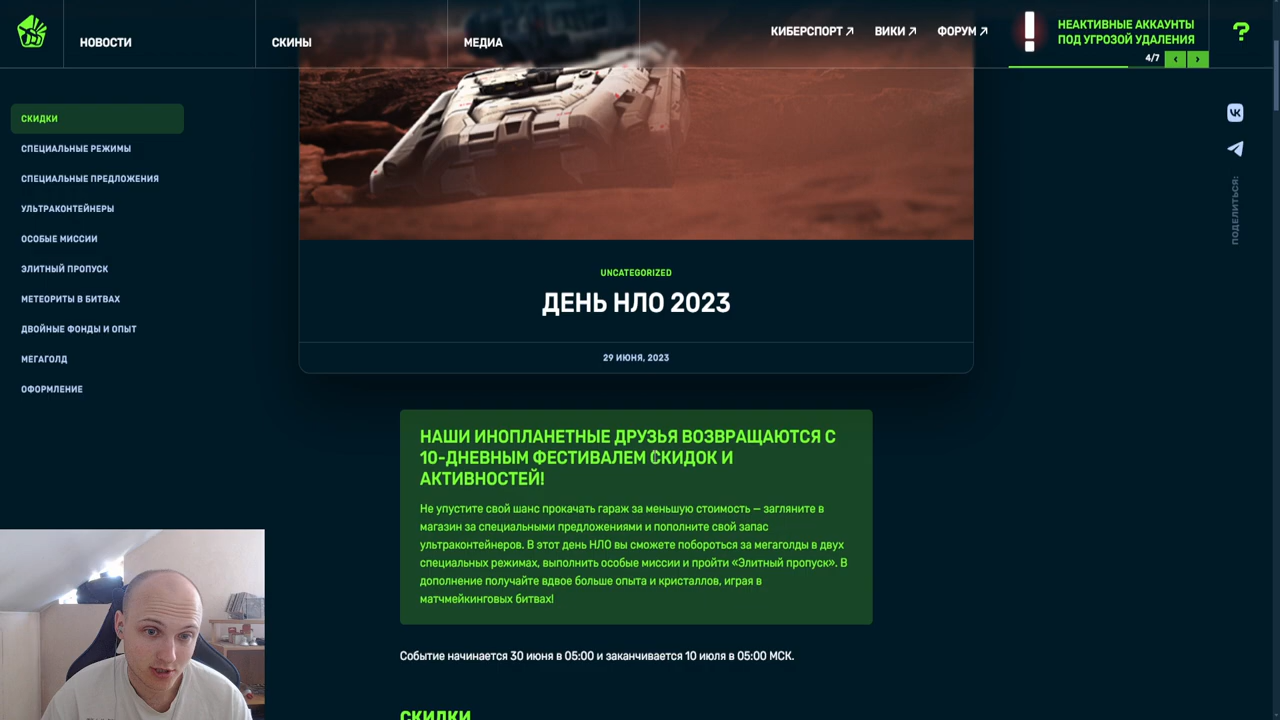 НОВОСТИ
СКИНЫ
МЕДИА
КИБЕРСПОРТ
ВИКИ
ФОРУМ
НЕАКТИВНЫЕ АККАУНТЫ
ПОД УГРОЗОЙ УДАЛЕНИЯ
4/7
СКИДКИ
СПЕЦИАЛЬНЫЕ РЕЖИМЫ
СПЕЦИАЛЬНЫЕ ПРЕДЛОЖЕНИЯ
УЛЬТРАКОНТЕЙНЕРЫ
ОСОБЫЕ МИССИИ
ЭЛИТНЫЙ ПРОПУСК
МЕТЕОРИТЫ В БИТВАХ
ДВОЙНЫЕ ФОНДЫ И ОПЫТ
МЕГАГОЛД
ОФОРМЛЕНИЕ
ПОДЕЛИТЬСЯ:
UNCATEGORIZED
ДЕНЬ НЛО 2023
29 ИЮНЯ, 2023
НАШИ ИНОПЛАНЕТНЫЕ ДРУЗЬЯ ВОЗВРАЩАЮТСЯ С
10-ДНЕВНЫМ ФЕСТИВАЛЕМ СКИДОК И
АКТИВНОСТЕЙ!
Не упустите свой шанс прокачать гараж за меньшую стоимость — загляните в
магазин за специальными предложениями и пополните свой запас
ультраконтейнеров. В этот день НЛО вы сможете побороться за мегаголды в двух
специальных режимах, выполнить особые миссии и пройти «Элитный пропуск». В
дополнение получайте вдвое больше опыта и кристаллов, играя в
матчмейкинговых битвах!
Событие начинается 30 июня в 05:00 и заканчивается 10 июля в 05:00 МСК.
СКИДКИ